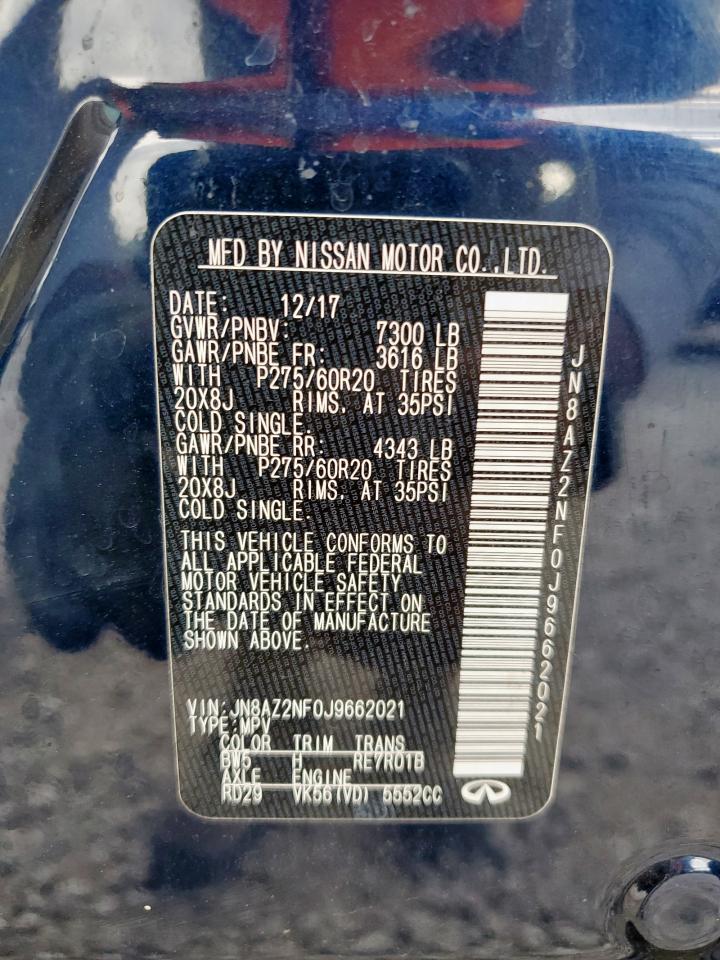 MFD BY NISSAN MOTOR CO.,LTD.
DATE: 12/17
GVWR/PNBV: 7300 LB
GAWR/PNBE FR: 3616 LB
WITH P275/60R20 TIRES
20X8J RIMS, AT 35PSI
COLD SINGLE.
GAWR/PNBE RR: 4343 LB
WITH P275/60R20 TIRES
20X8J RIMS, AT 35PSI
COLD SINGLE.
THIS VEHICLE CONFORMS TO
ALL APPLICABLE FEDERAL
MOTOR VEHICLE SAFETY
STANDARDS IN EFFECT ON
THE DATE OF MANUFACTURE
SHOWN ABOVE.
VIN:JN8AZ2NF0J9662021
TYPE:MPV
COLOR TRIM TRANS
BW5 H RE7R01B
AXLE ENGINE
RD29 VK56(VD) 5552CC
JN8AZ2NF0J9662021